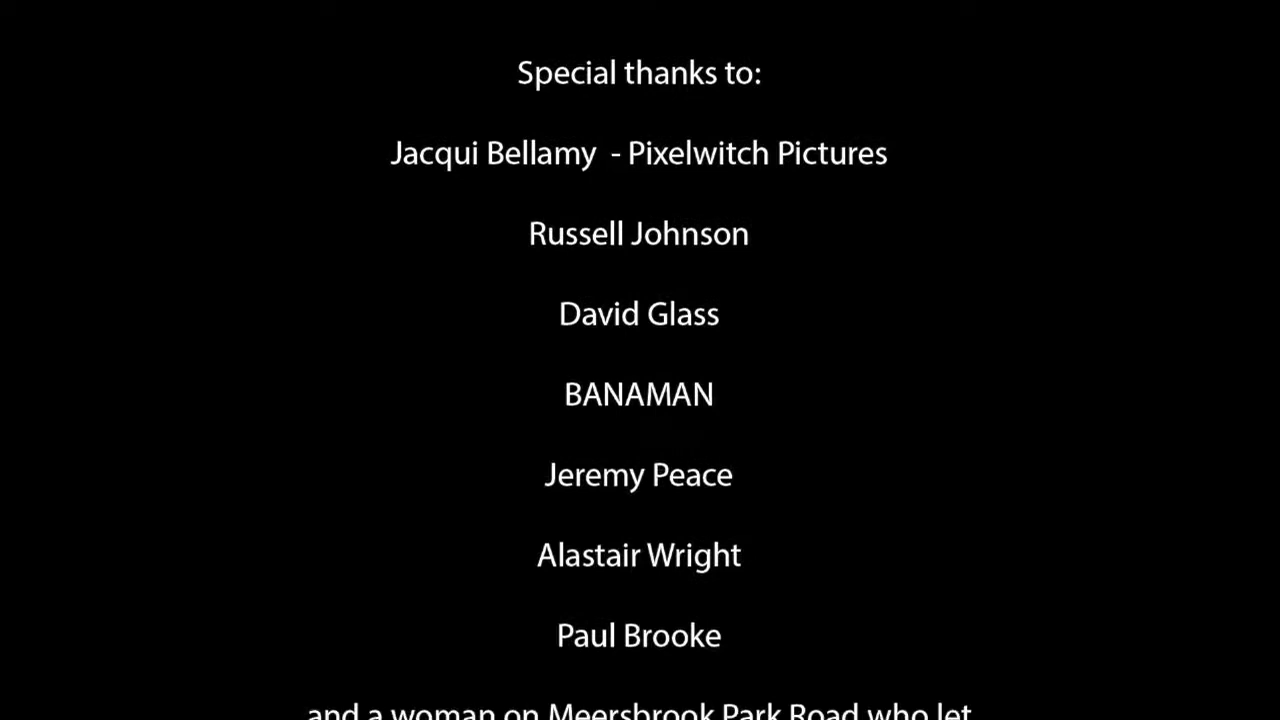 Special thanks to:
Jacqui Bellamy  - Pixelwitch Pictures
Russell Johnson
David Glass
BANAMAN
Jeremy Peace
Alastair Wright
Paul Brooke
and a woman on Meersbrook Park Road who let